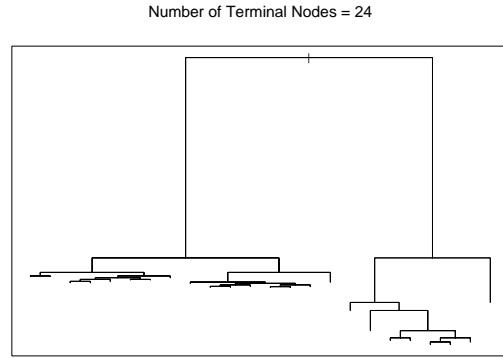 Number of Terminal Nodes = 24